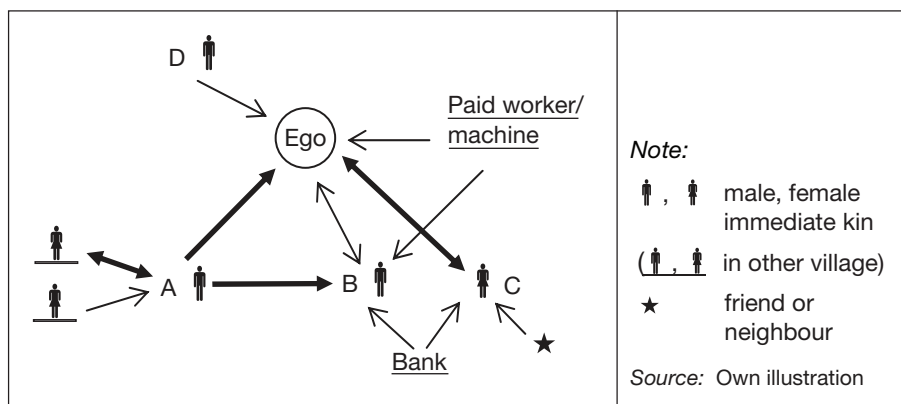 D
Paid worker/
machine
Ego
A
B
C
Bank
Note:
, male, female
immediate kin
( , in other village)
friend or
neighbour
Source: Own illustration